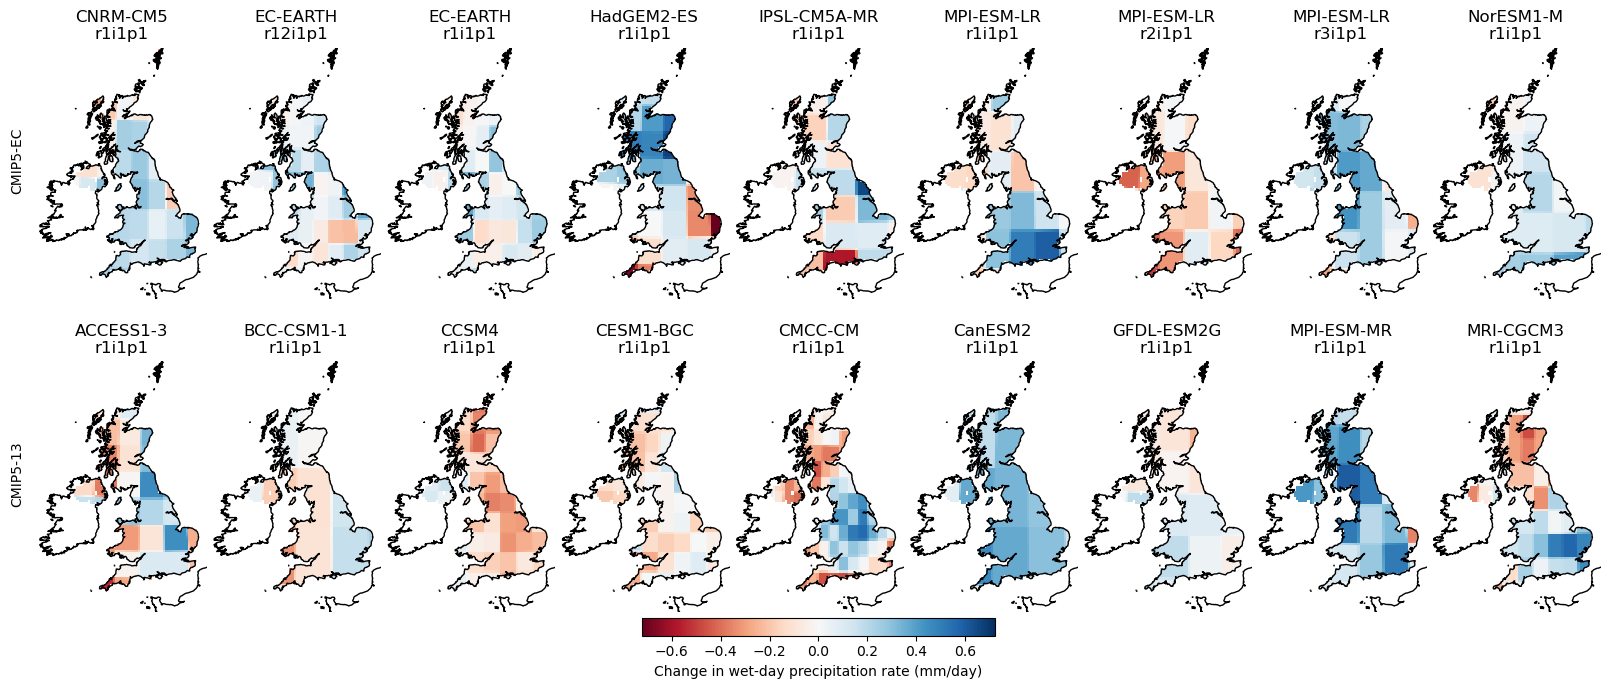 CNRM-CM5
r1i1p1
EC-EARTH
r12i1p1
EC-EARTH
r1i1p1
HadGEM2-ES
r1i1p1
IPSL-CM5A-MR
r1i1p1
MPI-ESM-LR
r1i1p1
MPI-ESM-LR
r2i1p1
MPI-ESM-LR
r3i1p1
NorESM1-M
r1i1p1
CMIP5-EC
ACCESS1-3
r1i1p1
BCC-CSM1-1
r1i1p1
CCSM4
r1i1p1
CESM1-BGC
r1i1p1
CMCC-CM
r1i1p1
CanESM2
r1i1p1
GFDL-ESM2G
r1i1p1
MPI-ESM-MR
r1i1p1
MRI-CGCM3
r1i1p1
CMIP5-13
−0.6 −0.4 −0.2 0.0 0.2 0.4 0.6
Change in wet-day precipitation rate (mm/day)